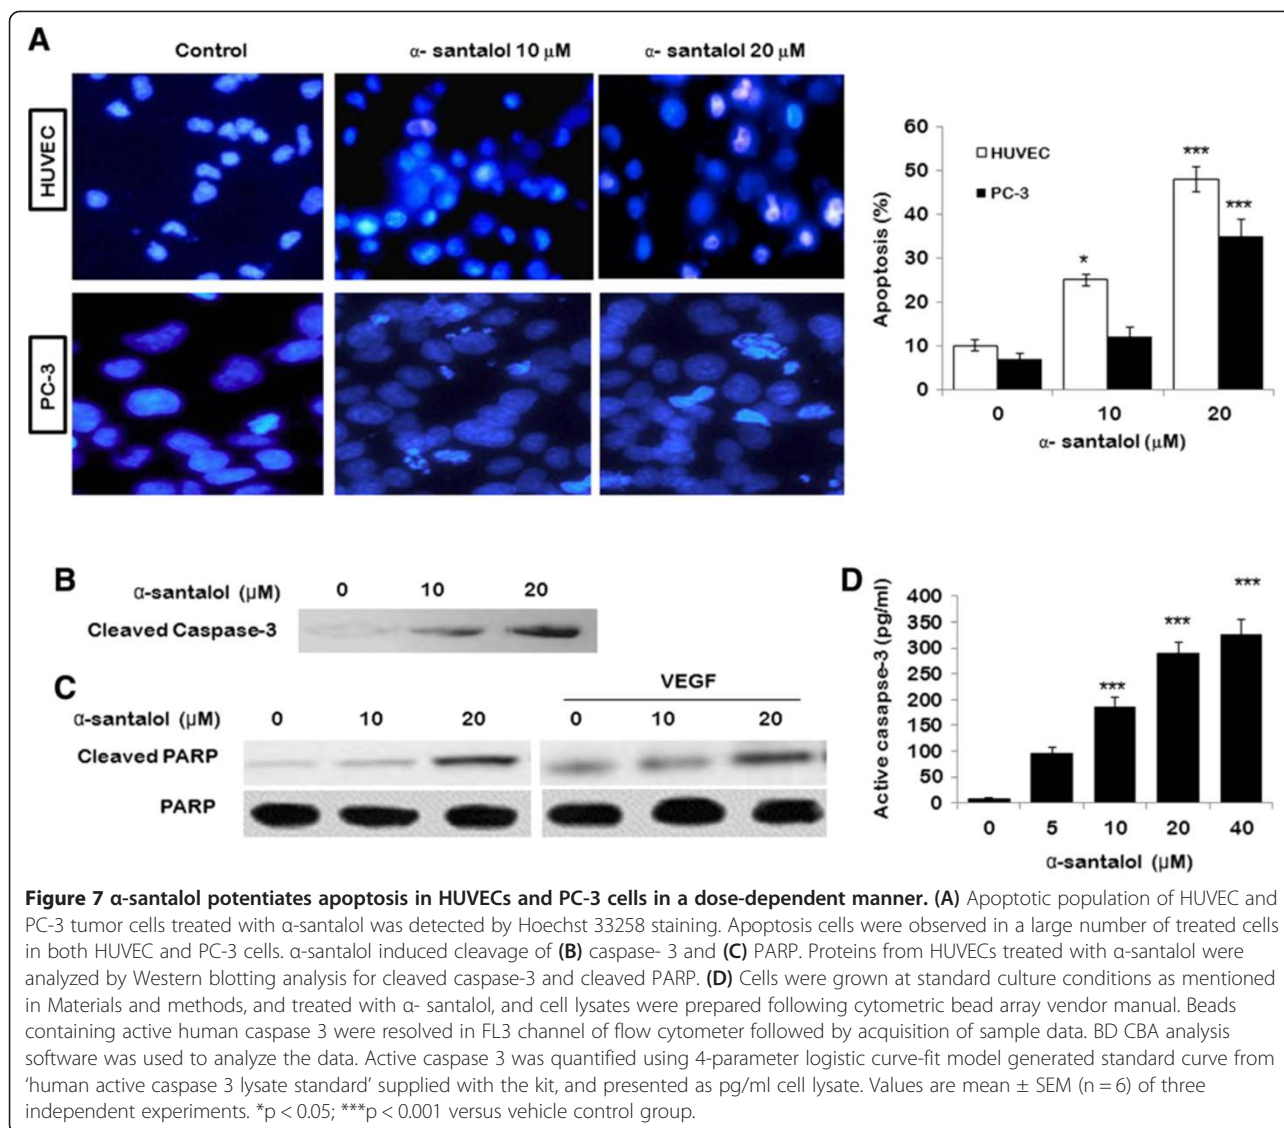 A
Control
α- santalol 10 µM
α- santalol 20 µM
HUVEC
PC-3
60
50
40
30
20
10
0
Apoptosis (%)
HUVEC
PC-3
*
***
***
0
10
20
α- santalol (µM)
B
α-santalol (µM)
0
10
20
Cleaved Caspase-3
C
VEGF
α-santalol (µM)
0
10
20
0
10
20
Cleaved PARP
PARP
D
400
350
300
250
200
150
100
50
0
Active casapse-3 (pg/ml)
***
***
***
0
5
10
20
40
α-santalol (µM)
Figure 7 α-santalol potentiates apoptosis in HUVECs and PC-3 cells in a dose-dependent manner. (A) Apoptotic population of HUVEC and
PC-3 tumor cells treated with α-santalol was detected by Hoechst 33258 staining. Apoptosis cells were observed in a large number of treated cells
in both HUVEC and PC-3 cells. α-santalol induced cleavage of (B) caspase- 3 and (C) PARP. Proteins from HUVECs treated with α-santalol were
analyzed by Western blotting analysis for cleaved caspase-3 and cleaved PARP. (D) Cells were grown at standard culture conditions as mentioned
in Materials and methods, and treated with α- santalol, and cell lysates were prepared following cytometric bead array vendor manual. Beads
containing active human caspase 3 were resolved in FL3 channel of flow cytometer followed by acquisition of sample data. BD CBA analysis
software was used to analyze the data. Active caspase 3 was quantified using 4-parameter logistic curve-fit model generated standard curve from
‘human active caspase 3 lysate standard’ supplied with the kit, and presented as pg/ml cell lysate. Values are mean ± SEM (n = 6) of three
independent experiments. *p < 0.05; ***p < 0.001 versus vehicle control group.